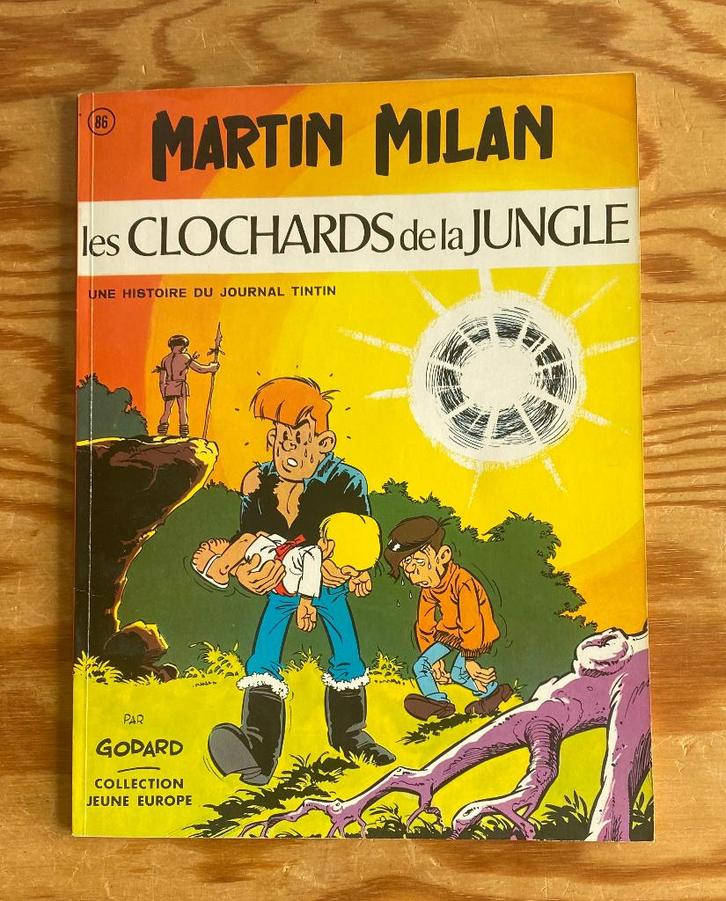 86
MARTIN MILAN
les CLOCHARDS de la JUNGLE
UNE HISTOIRE DU JOURNAL TINTIN
PAR
GODARD
COLLECTION
JEUNE EUROPE